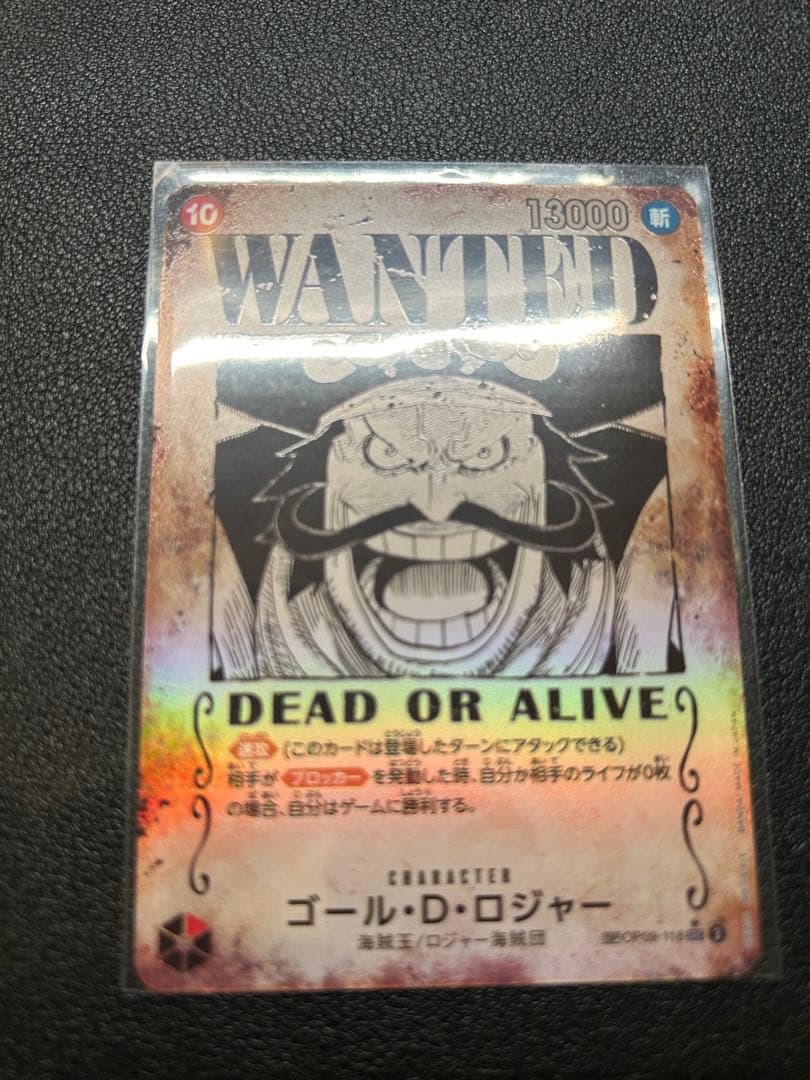 10
13000
斬
WANTED
DEAD OR ALIVE
速攻 (このカードは登場したターンにアタックできる)
相手が ブロッカー を発動した時、自分か相手のライフが0枚
の場合、自分はゲームに勝利する。
CHARACTER
ゴール・D・ロジャー
海賊王/ロジャー海賊団
OP09-118